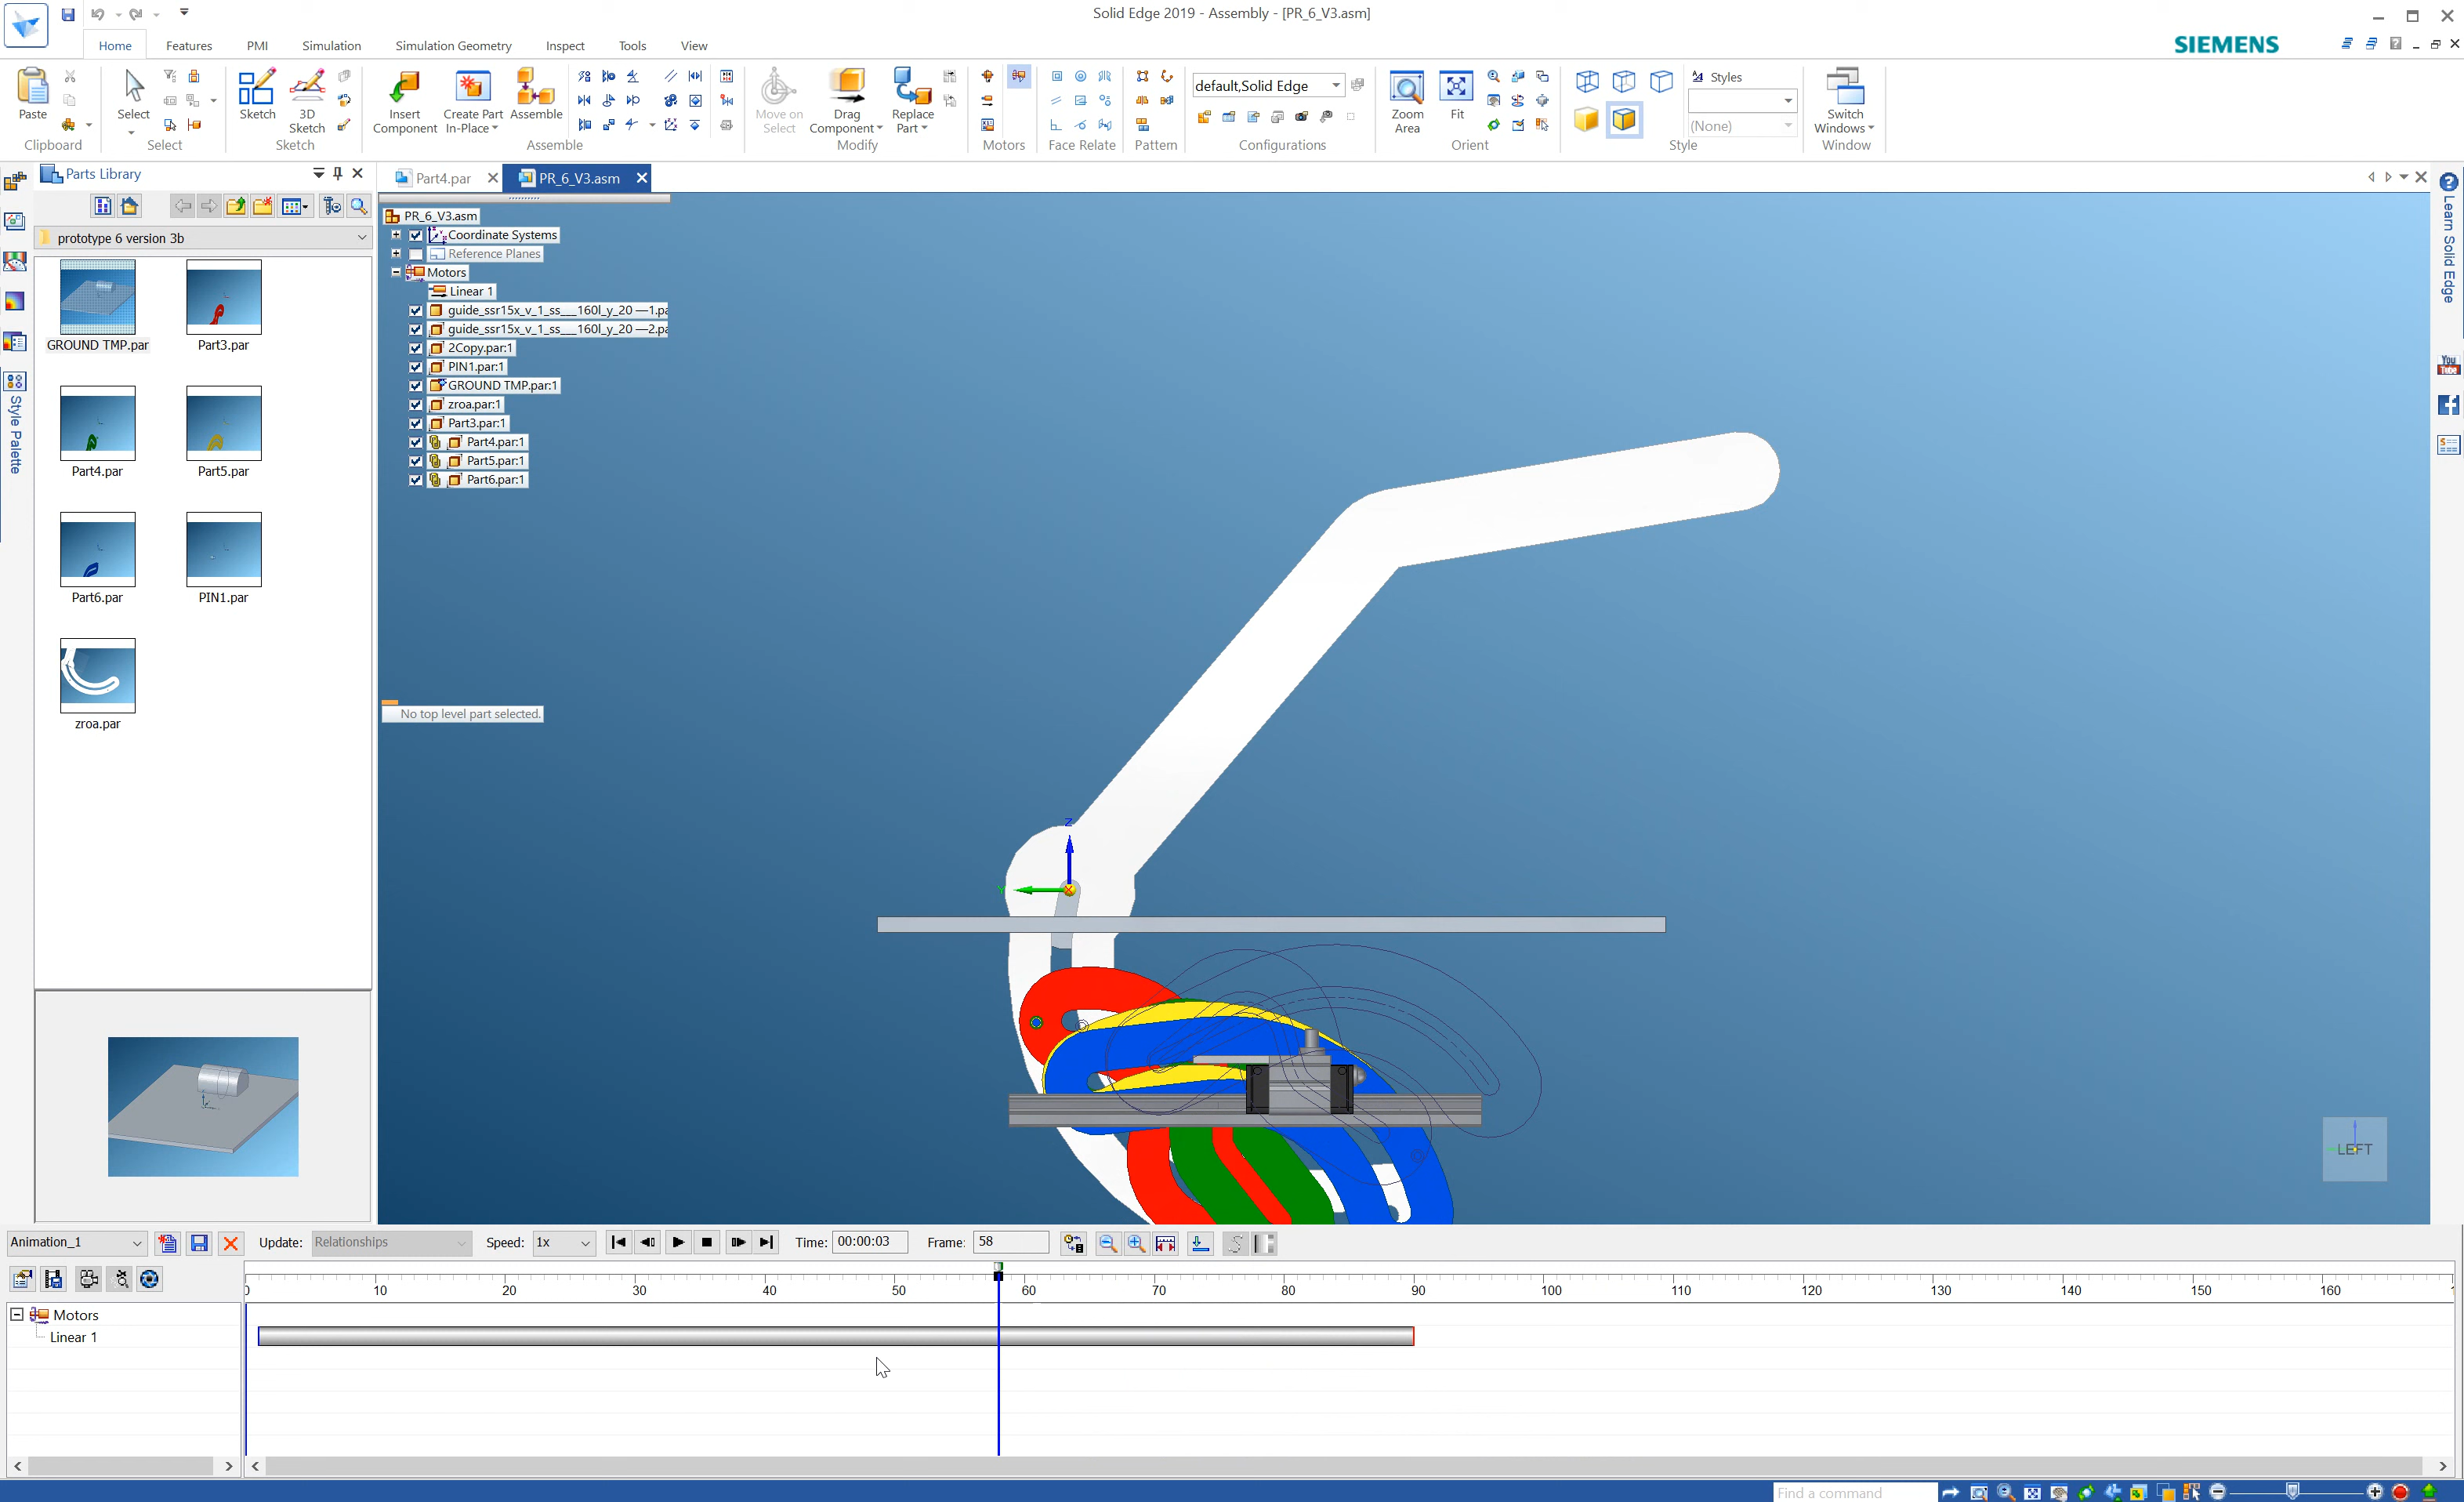 Solid Edge 2019 - Assembly - [PR_6_V3.asm]
Home Features PMI Simulation Simulation Geometry Inspect Tools View
SIEMENS
Paste
Clipboard
Select
Select
Sketch
3D Sketch
Sketch
Insert Component
Create Part In-Place
Assemble
Assemble
Move on Select
Drag Component
Replace Part
Modify
Motors
Face Relate
Pattern
default,Solid Edge
Configurations
Zoom Area
Fit
Orient
Styles
(None)
Style
Switch Windows
Window
Parts Library
prototype 6 version 3b
GROUND TMP.par
Part3.par
Part4.par
Part5.par
Part6.par
PIN1.par
zroa.par
Style Palette
Part4.par
PR_6_V3.asm
PR_6_V3.asm
Coordinate Systems
Reference Planes
Motors
Linear 1
guide_ssr15x_v_1_ss__160l_y_20 —1.pa
guide_ssr15x_v_1_ss__160l_y_20 —2.pa
2Copy.par:1
PIN1.par:1
GROUND TMP.par:1
zroa.par:1
Part3.par:1
Part4.par:1
Part5.par:1
Part6.par:1
No top level part selected.
Z
Y
LEFT
Learn Solid Edge
You
Tube
Animation_1
Update: Relationships
Speed: 1x
Time: 00:00:03
Frame: 58
10 20 30 40 50 60 70 80 90 100 110 120 130 140 150 160
Motors
Linear 1
Find a command